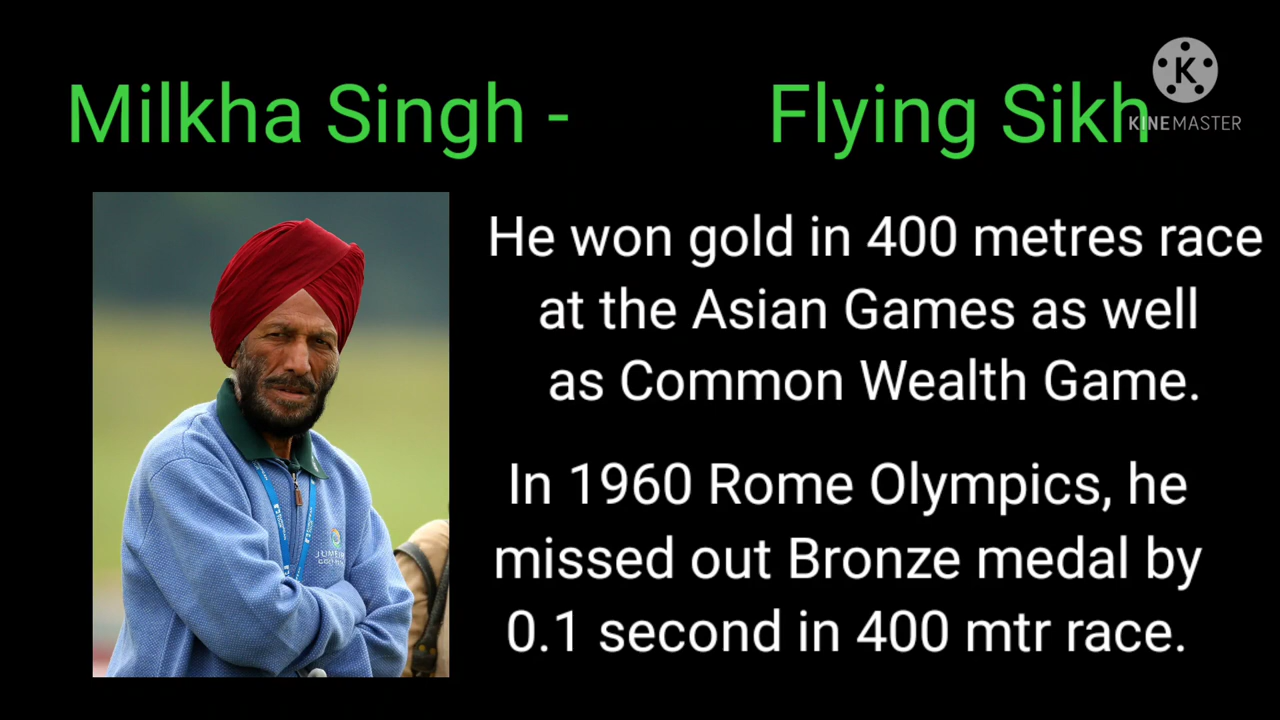 Milkha Singh - Flying Sikh
KINEMASTER
He won gold in 400 metres race
at the Asian Games as well
as Common Wealth Game.
In 1960 Rome Olympics, he
missed out Bronze medal by
0.1 second in 400 mtr race.